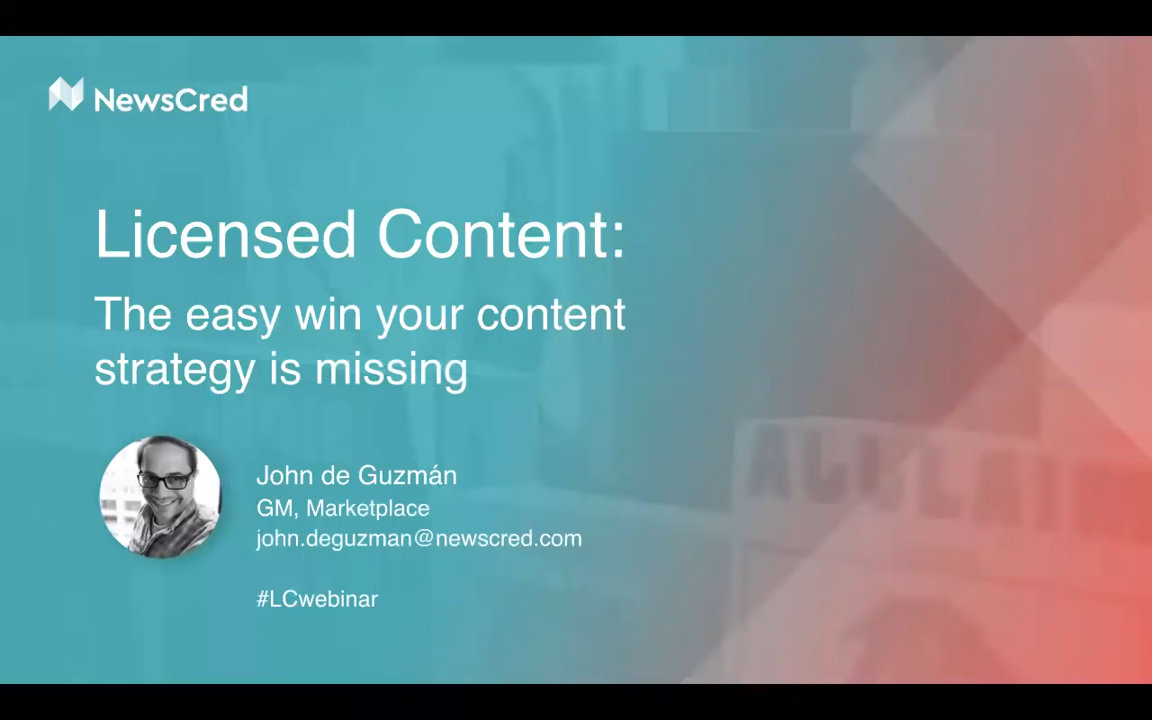 NewsCred
Licensed Content:
The easy win your content
strategy is missing
John de Guzmán
GM, Marketplace
john.deguzman@newscred.com
#LCwebinar